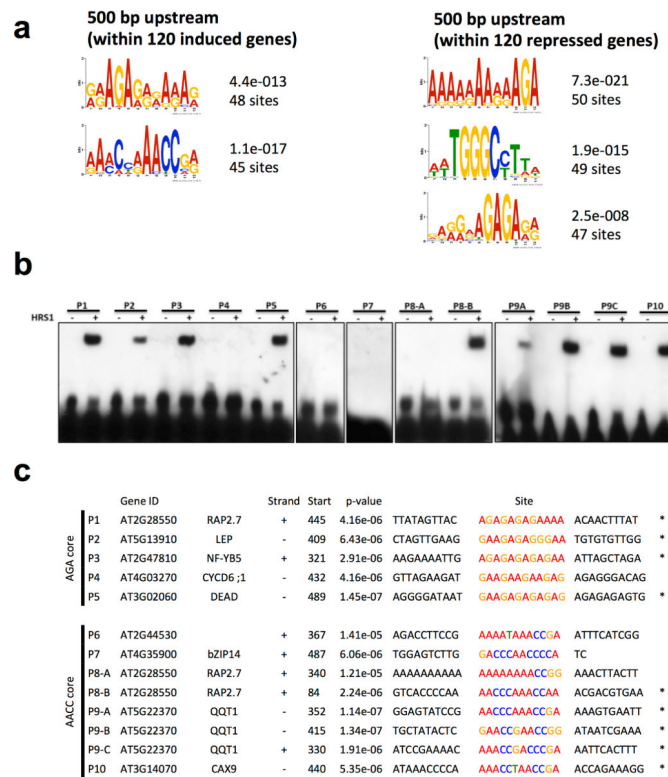 a
500 bp upstream
(within 120 induced genes)
500 bp upstream
(within 120 repressed genes)
4.4e-013
48 sites
1.1e-017
45 sites
7.3e-021
50 sites
1.9e-015
49 sites
2.5e-008
47 sites
b
P1 P2 P3 P4 P5 P6 P7 P8-A P8-B P9A P9B P9C P10
HRS1 - + - + - + - + - + - + - + - + - + - + - + - + - +
c
Gene ID Strand Start p-value Site
AGA core
P1 AT2G28550 RAP2.7 + 445 4.16e-06 TTATAGTTAC AGAGAGAGAAAA ACAACTTTAT *
P2 AT5G13910 LEP - 409 6.43e-06 CTAGTTGAAG GAAGAGAGGGAA TGTGTGTTGG *
P3 AT2G47810 NF-YB5 + 321 2.91e-06 AAGAAAATTG AGAGAGAGAGAA ATTAGCTAGA *
P4 AT4G03270 CYCD6 ;1 - 432 4.16e-06 GTTAGAAGAT GAAGAAGAAGAG AGAGGGACAG
P5 AT3G02060 DEAD - 489 1.45e-07 AGGGGATAAT GAAGAGAGAGAG AGAGAGAGTG *
AACC core
P6 AT2G44530 + 367 1.41e-05 AGACCTTCCG AAAATAAACCGA ATTTCATCGG
P7 AT4G35900 bZIP14 + 487 6.06e-06 TGGAGTCTTG GACCCAACCCCA TC
P8-A AT2G28550 RAP2.7 + 340 1.21e-05 AAAAAAAAAA AAAAAAAACCGG AAACTTACTT
P8-B AT2G28550 RAP2.7 + 84 2.24e-06 GTCACCCCAA AACCCAAACCAA ACGACGTGAA *
P9-A AT5G22370 QQT1 - 352 1.14e-07 GGAGTATCCG AAACCCAAACCGA AAAGTGAATT *
P9-B AT5G22370 QQT1 - 415 1.34e-07 TGCTATACTC GAACCGAACCGG ATAATCGAAA *
P9-C AT5G22370 QQT1 + 330 1.91e-06 ATCCGAAAAC AAACCGACCCGA AATTCACTTT *
P10 AT3G14070 CAX9 - 440 5.35e-06 ATAAACCCCA AAACCTAACCGA ACCAGAAAGG *